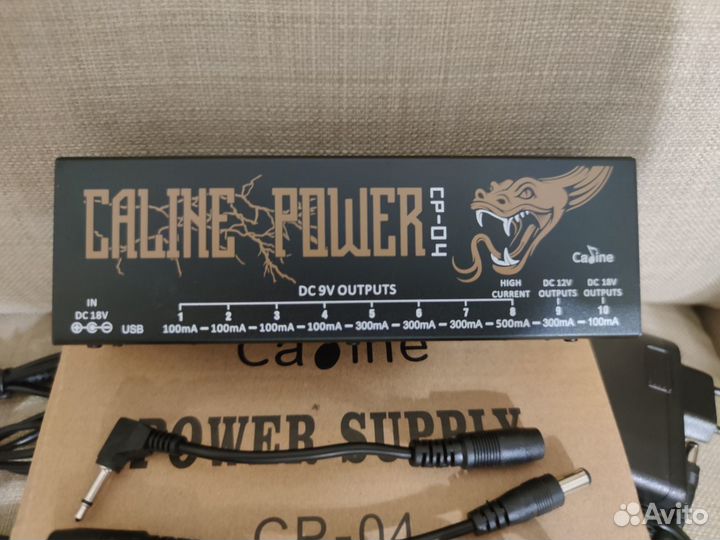 CALINE POWER CP-04
Caline
DC 9V OUTPUTS
HIGH CURRENT
DC 12V OUTPUTS
DC 18V OUTPUTS
IN
DC 18V
USB
1 2 3 4 5 6 7 8 9 10
100mA – 100mA – 100mA – 100mA – 300mA – 300mA – 300mA – 500mA – 300mA – 100mA
Caline
POWER SUPPLY
CP-04
Avito